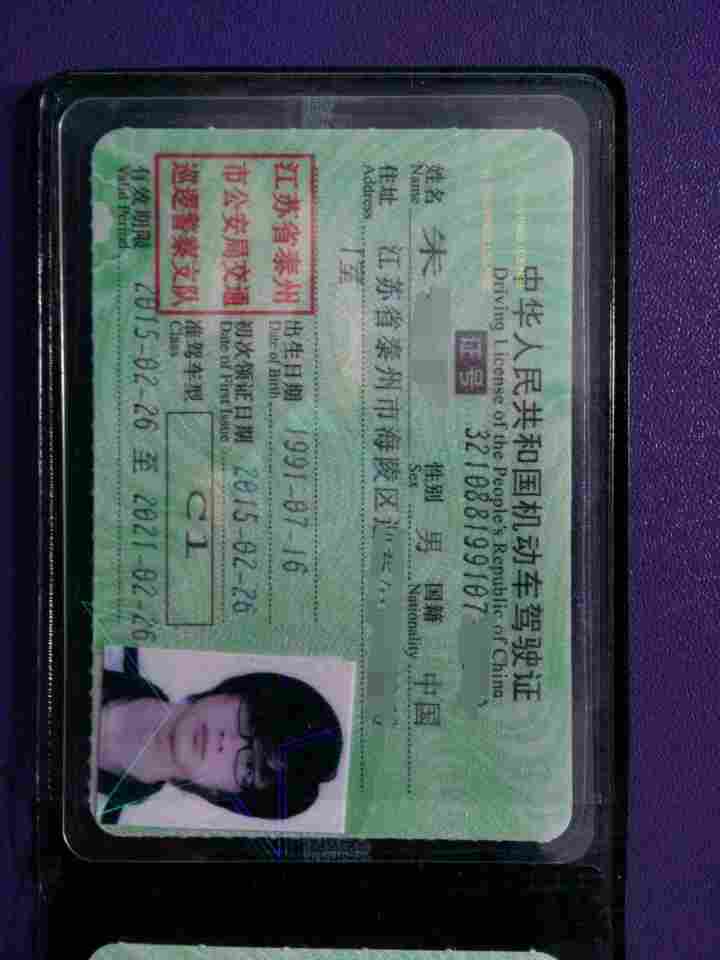 中华人民共和国机动车驾驶证
Driving License of the People's Republic of China
证号 32108819910 7
姓名 朱 性别 男 国籍 中国
Name Sex Nationality
住址 江苏省泰州市海陵区
Address
室
出生日期 1991-07-16
Date of Birth
初次领证日期 2015-02-26
Date of First Issue
准驾车型 C1
Class
有效期限 2015-02-26 至 2021-02-26
Valid Period
江苏省泰州
市公安局交通
巡逻警察支队